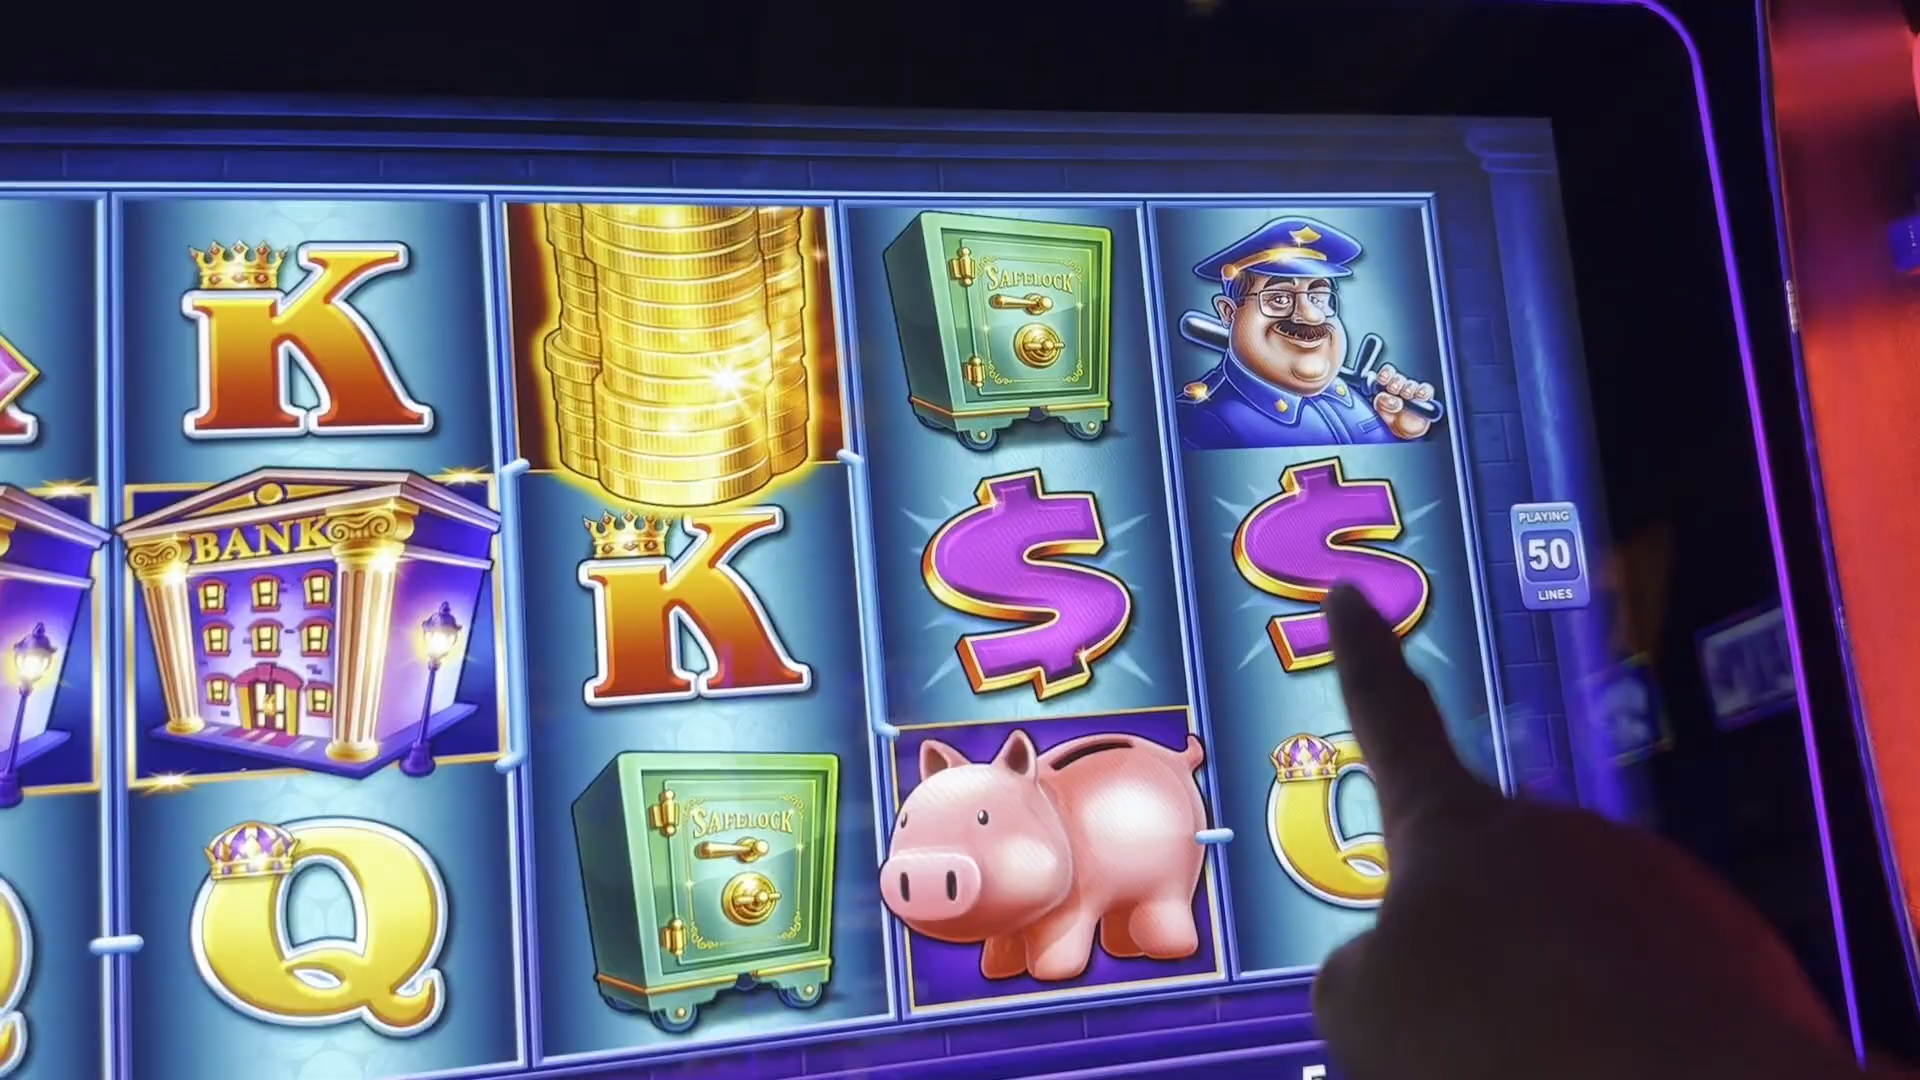 K
SAFELOCK
BANK
K
$
$
PLAYING
50
LINES
Q
SAFELOCK
Q